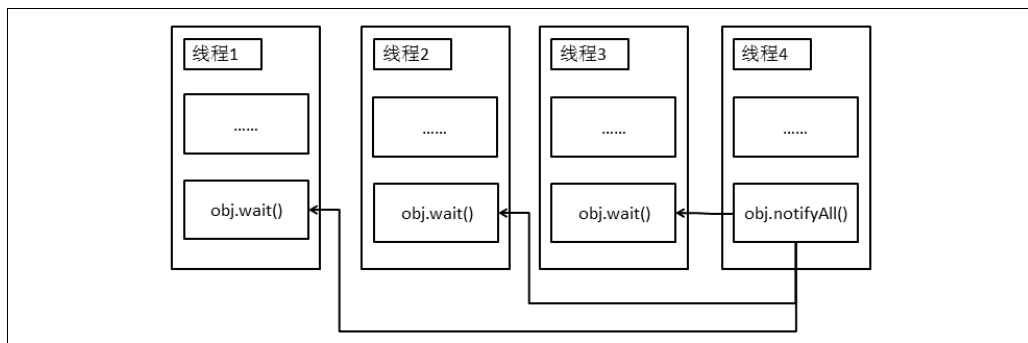 线程1
线程2
线程3
线程4
......
......
......
......
obj.wait()
obj.wait()
obj.wait()
obj.notifyAll()